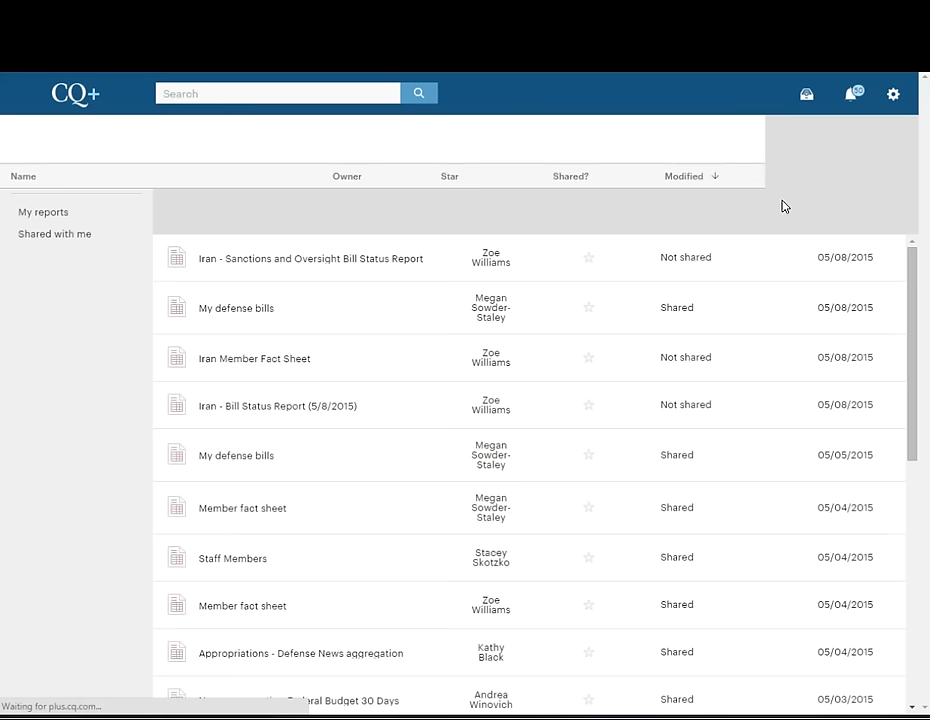 CQ+
Search
50
Name Owner Star Shared? Modified
My reports
Shared with me
Iran - Sanctions and Oversight Bill Status Report Zoe Williams Not shared 05/08/2015
My defense bills Megan Sowder-Staley Shared 05/08/2015
Iran Member Fact Sheet Zoe Williams Not shared 05/08/2015
Iran - Bill Status Report (5/8/2015) Zoe Williams Not shared 05/08/2015
My defense bills Megan Sowder-Staley Shared 05/05/2015
Member fact sheet Megan Sowder-Staley Shared 05/04/2015
Staff Members Stacey Skotzko Shared 05/04/2015
Member fact sheet Zoe Williams Shared 05/04/2015
Appropriations - Defense News aggregation Kathy Black Shared 05/04/2015
Budget 30 Days Andrea Winovich Shared 05/03/2015
Waiting for plus.cq.com...